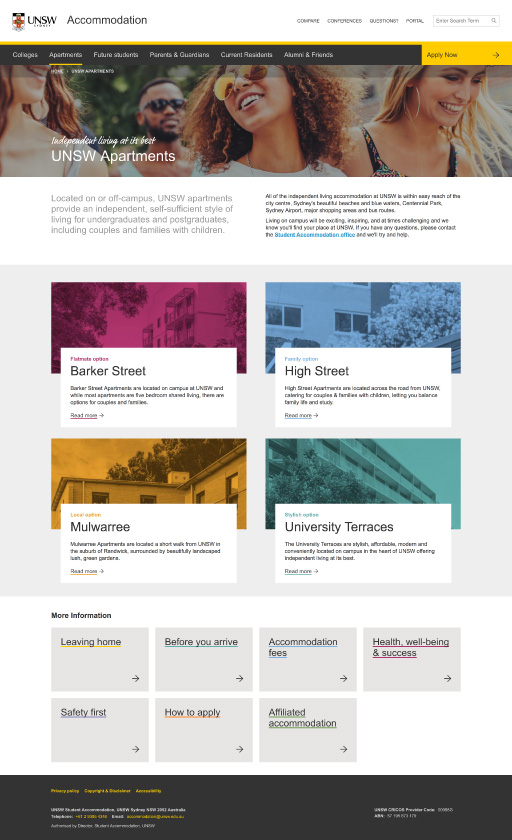 UNSW
SYDNEY
Accommodation
COMPARE CONFERENCES QUESTIONS? PORTAL
Enter Search Term
Colleges Apartments Future students Parents & Guardians Current Residents Alumni & Friends
Apply Now
HOME UNSW APARTMENTS
Independent living at its best
UNSW Apartments
Located on or off-campus, UNSW apartments
provide an independent, self-sufficient style of
living for undergraduates and postgraduates,
including couples and families with children.
All of the independent living accommodation at UNSW is within easy reach of the
city centre, Sydney's beautiful beaches and blue waters, Centennial Park,
Sydney Airport, major shopping areas and bus routes.
Living on campus will be exciting, inspiring, and at times challenging and we
know you'll find your place at UNSW. If you have any questions, please contact
the Student Accommodation office and we'll try and help.
Flatmate option
Barker Street
Barker Street Apartments are located on campus at UNSW and
while most apartments are five bedroom shared living, there are
options for couples and families.
Read more
Family option
High Street
High Street Apartments are located across the road from UNSW,
catering for couples & families with children, letting you balance
family life and study.
Read more
Local option
Mulwarree
Mulwarree Apartments are located a short walk from UNSW in
the suburb of Randwick, surrounded by beautifully landscaped
lush, green gardens.
Read more
Stylish option
University Terraces
The University Terraces are stylish, affordable, modern and
conveniently located on campus in the heart of UNSW offering
independent living at its best.
Read more
More Information
Leaving home
Before you arrive
Accommodation
fees
Health, well-being
& success
Safety first
How to apply
Affiliated
accommodation
Privacy policy Copyright & Disclaimer Accessibility
UNSW Student Accommodation, UNSW Sydney NSW 2052 Australia
Telephone: Email: accommodation@unsw.edu.au
Authorised by Director, Student Accommodation, UNSW
UNSW CRICOS Provider Code:
ABN: 57 195 873 179